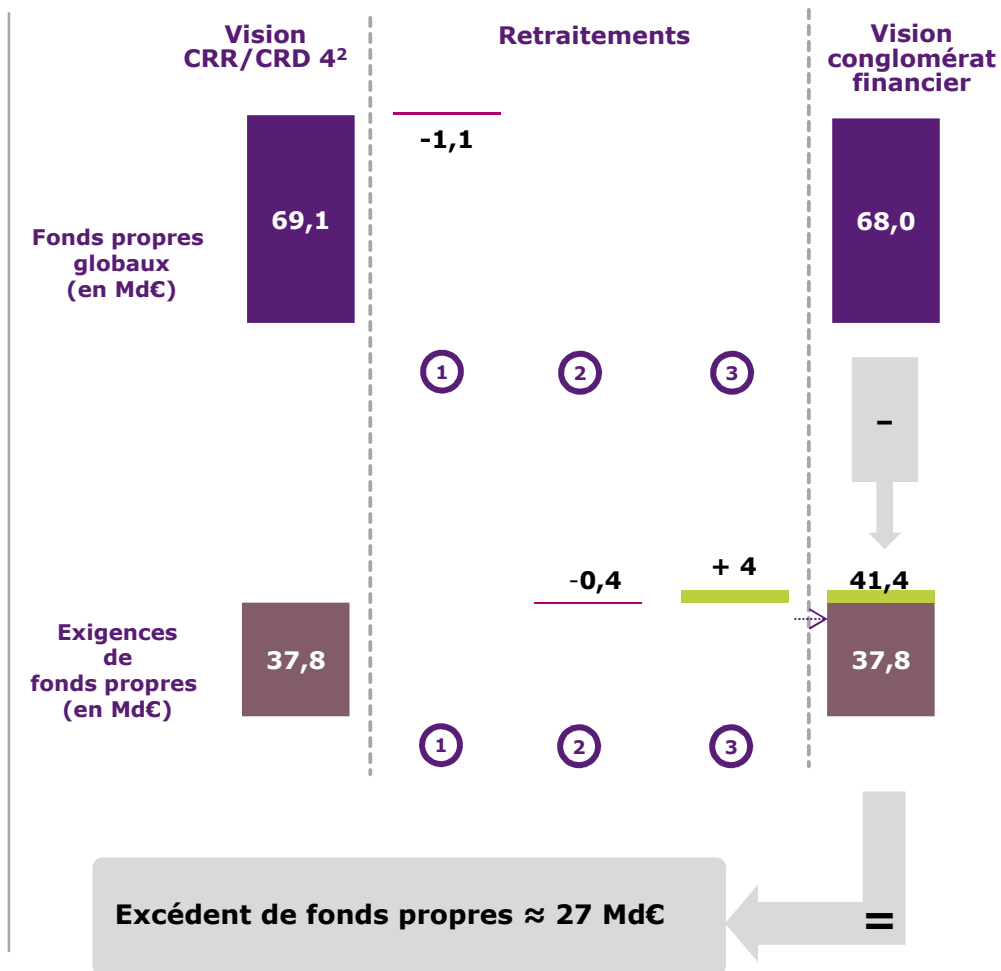 Vision
CRR/CRD 4²
Retraitements
Vision
conglomérat
financier
-1,1
69,1
68,0
Fonds propres
globaux
(en Md€)
1
2
3
–
-0,4
+ 4
41,4
Exigences
de
fonds propres
(en Md€)
37,8
37,8
1
2
3
Excédent de fonds propres ≈ 27 Md€
=